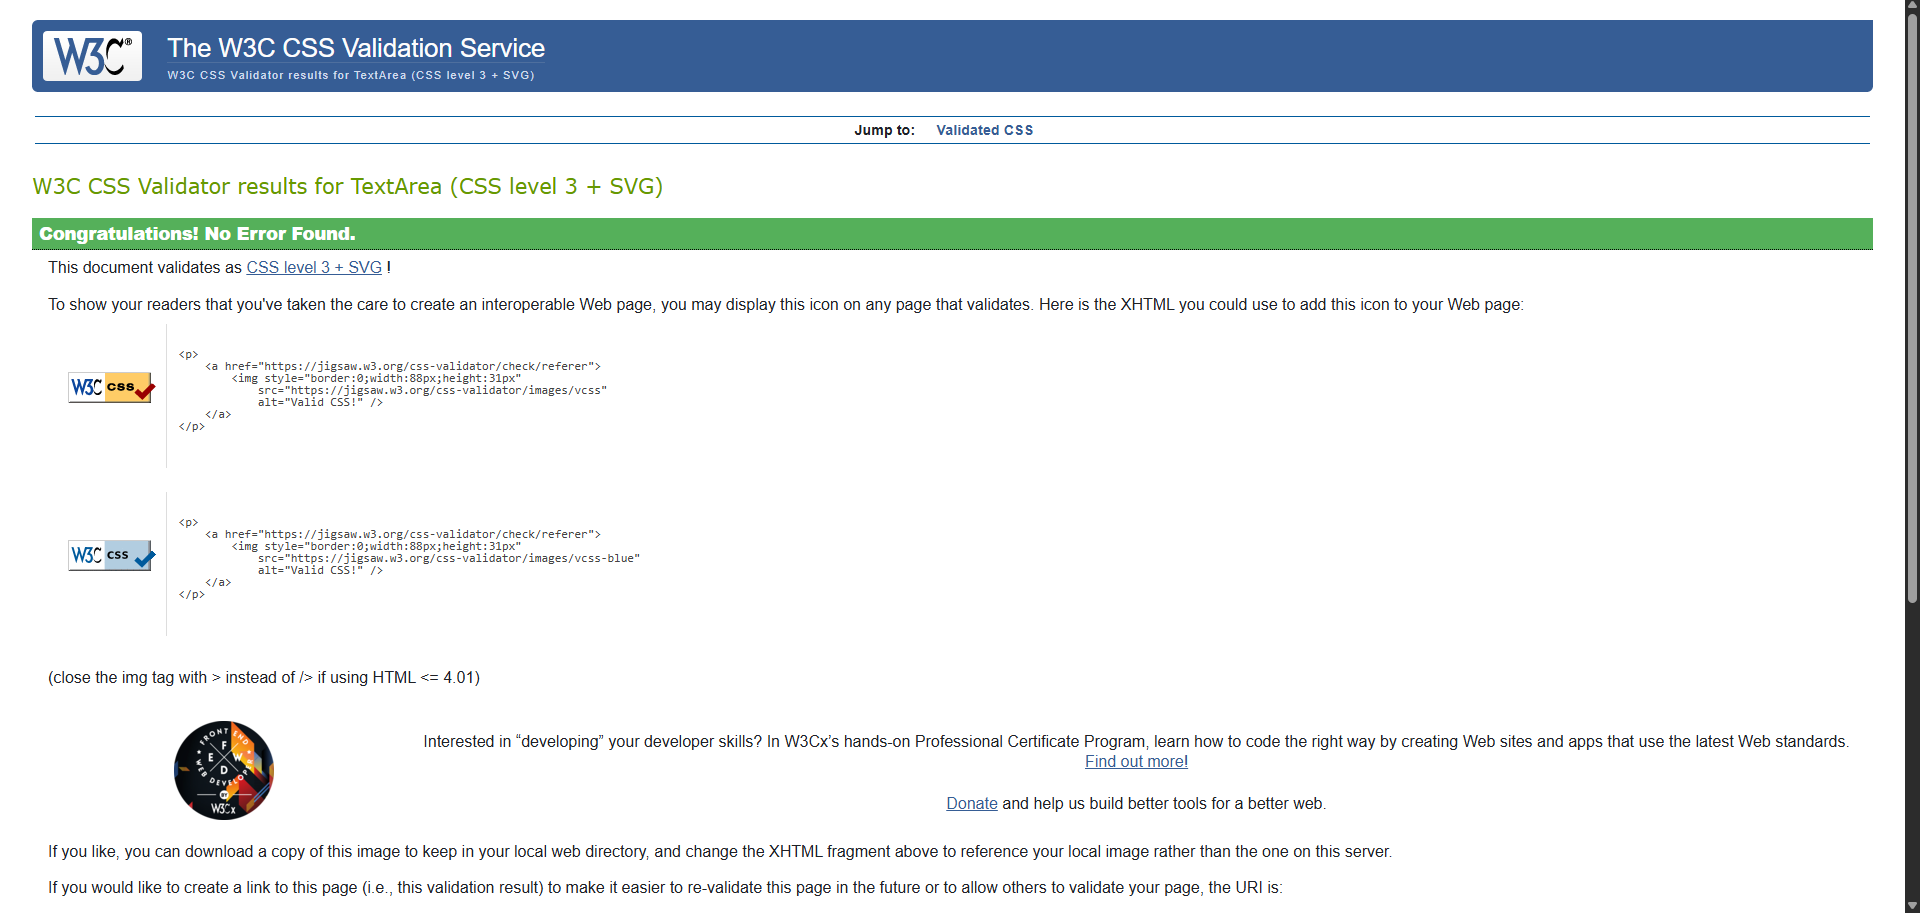 W3C®
The W3C CSS Validation Service
W3C CSS Validator results for TextArea (CSS level 3 + SVG)
Jump to: Validated CSS
W3C CSS Validator results for TextArea (CSS level 3 + SVG)
Congratulations! No Error Found.
This document validates as CSS level 3 + SVG !
To show your readers that you've taken the care to create an interoperable Web page, you may display this icon on any page that validates. Here is the XHTML you could use to add this icon to your Web page:
W3C css
<p>
    <a href="https://jigsaw.w3.org/css-validator/check/referer">
        <img style="border:0;width:88px;height:31px"
            src="https://jigsaw.w3.org/css-validator/images/vcss"
            alt="Valid CSS!" />
    </a>
</p>
W3C css
<p>
    <a href="https://jigsaw.w3.org/css-validator/check/referer">
        <img style="border:0;width:88px;height:31px"
            src="https://jigsaw.w3.org/css-validator/images/vcss-blue"
            alt="Valid CSS!" />
    </a>
</p>
(close the img tag with > instead of /> if using HTML <= 4.01)
FRONT END
F
E W
D
WEB DEVELOPER
BY
W3Cx
Interested in “developing” your developer skills? In W3Cx’s hands-on Professional Certificate Program, learn how to code the right way by creating Web sites and apps that use the latest Web standards.
Find out more!
Donate and help us build better tools for a better web.
If you like, you can download a copy of this image to keep in your local web directory, and change the XHTML fragment above to reference your local image rather than the one on this server.
If you would like to create a link to this page (i.e., this validation result) to make it easier to re-validate this page in the future or to allow others to validate your page, the URI is: